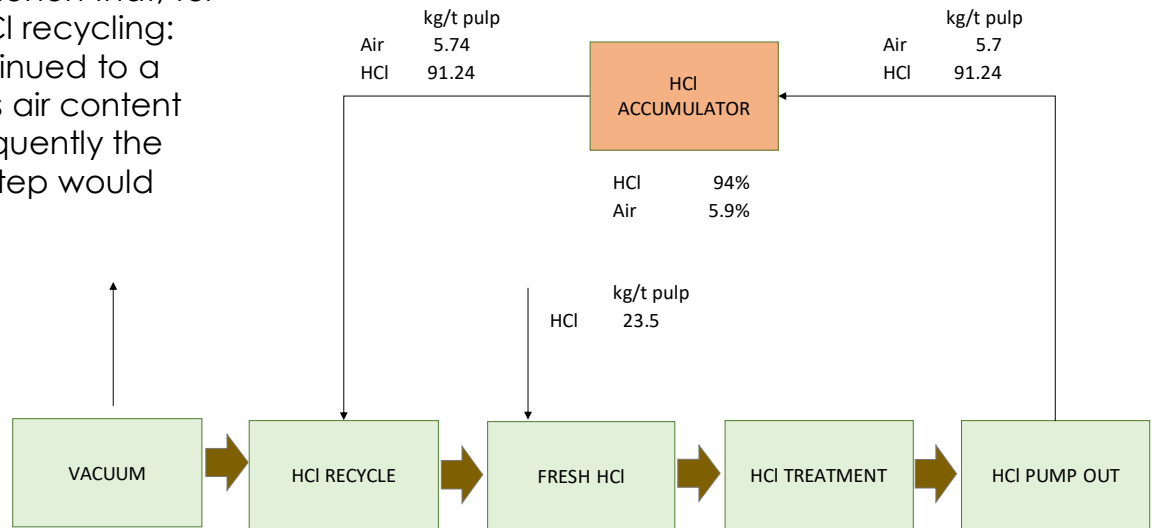 Cl recycling:
tinued to a
s air content
quently the
tep would
kg/t pulp
Air 5.74
HCl 91.24
HCl
ACCUMULATOR
kg/t pulp
Air 5.7
HCl 91.24
HCl 94%
Air 5.9%
kg/t pulp
HCl 23.5
VACUUM
HCl RECYCLE
FRESH HCl
HCl TREATMENT
HCl PUMP OUT